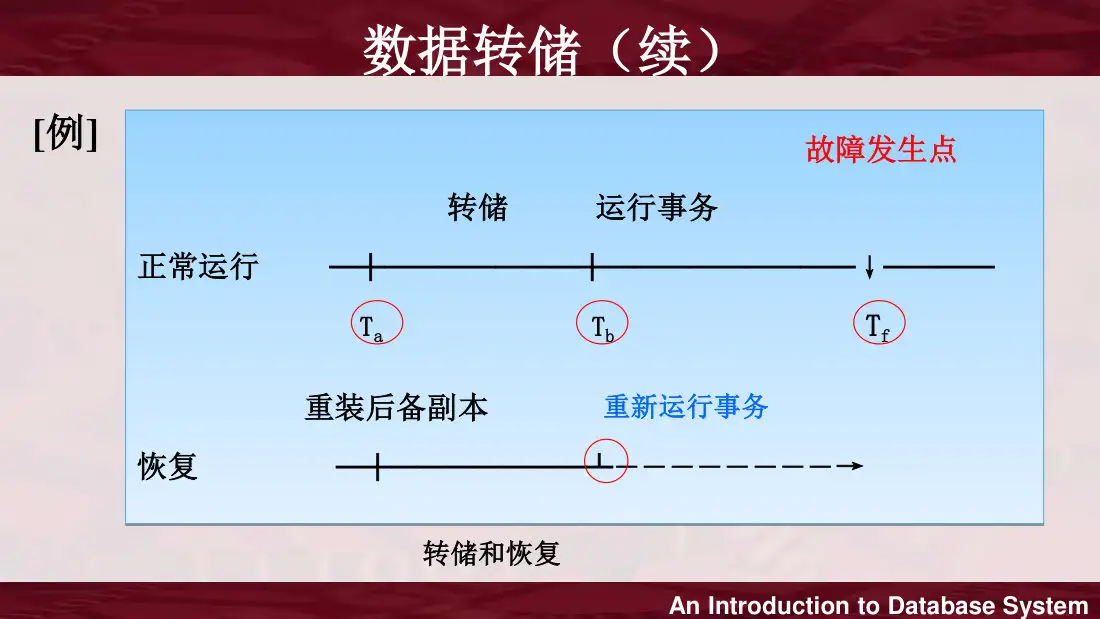 数据转储（续）
[例]
故障发生点
转储 运行事务
正常运行
Ta Tb Tf
重装后备副本 重新运行事务
恢复
转储和恢复
An Introduction to Database System